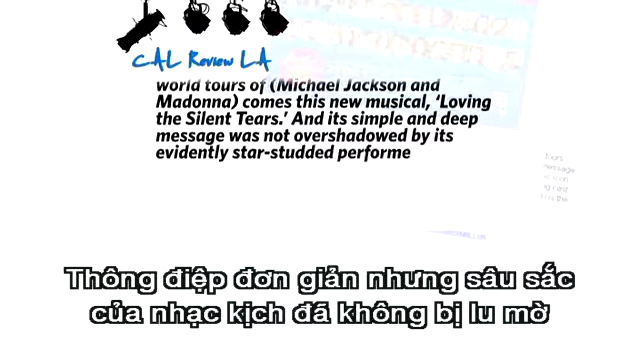 CAL Review LA
world tours of (Michael Jackson and
Madonna) comes this new musical, ‘Loving
the Silent Tears.’ And its simple and deep
message was not overshadowed by its
evidently star-studded performe
tours
message
Thông điệp đơn giản nhưng sâu sắc
của nhạc kịch đã không bị lu mờ